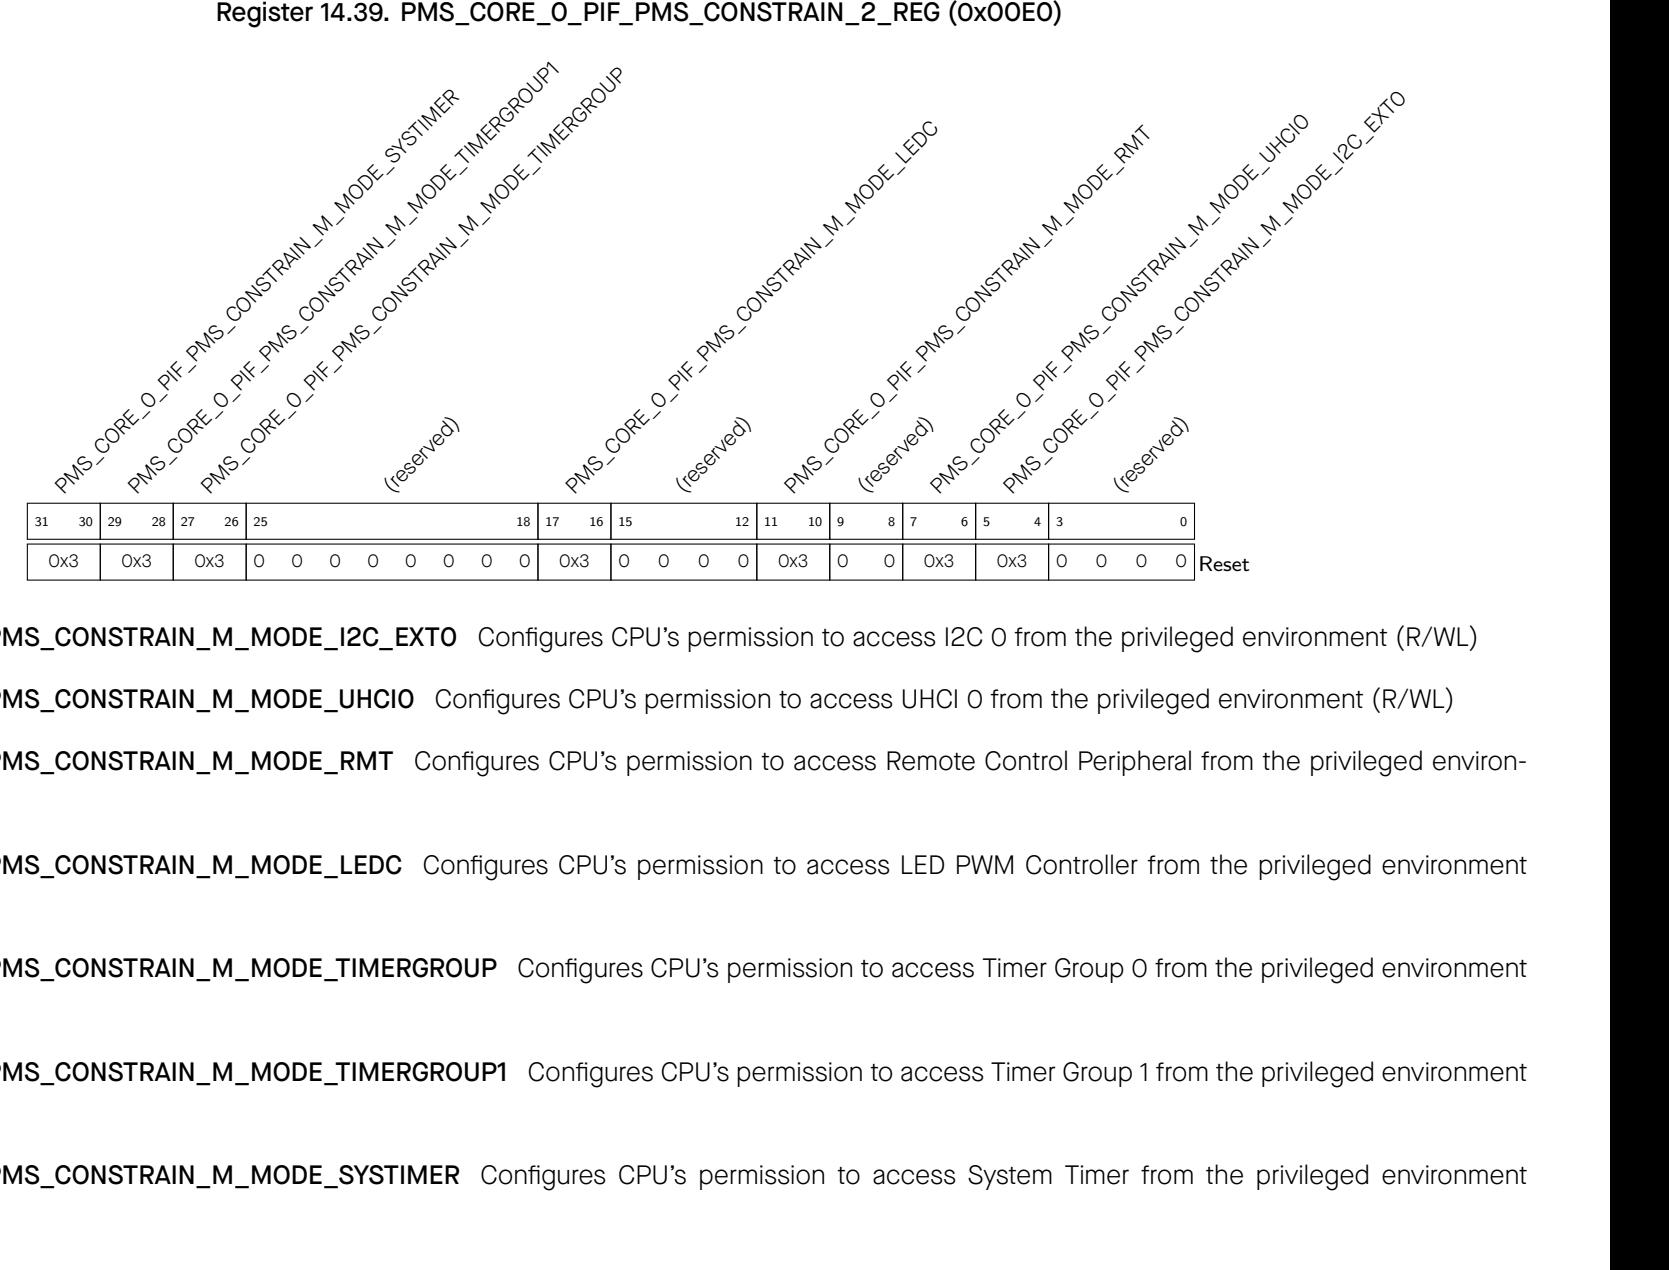 Register 14.39. PMS_CORE_0_PIF_PMS_CONSTRAIN_2_REG (0x00E0)
PMS_CORE_0_PIF_PMS_CONSTRAIN_M_MODE_SYSTIMER
PMS_CORE_0_PIF_PMS_CONSTRAIN_M_MODE_TIMERGROUP1
PMS_CORE_0_PIF_PMS_CONSTRAIN_M_MODE_TIMERGROUP
(reserved)
PMS_CORE_0_PIF_PMS_CONSTRAIN_M_MODE_LEDC
(reserved)
PMS_CORE_0_PIF_PMS_CONSTRAIN_M_MODE_RMT
(reserved)
PMS_CORE_0_PIF_PMS_CONSTRAIN_M_MODE_UHCI0
PMS_CORE_0_PIF_PMS_CONSTRAIN_M_MODE_I2C_EXT0
(reserved)
31 30 29 28 27 26 25 18 17 16 15 12 11 10 9 8 7 6 5 4 3 0
0x3 0x3 0x3 0 0 0 0 0 0 0 0 0x3 0 0 0 0 0x3 0 0 0x3 0x3 0 0 0 0 Reset
MS_CONSTRAIN_M_MODE_I2C_EXT0 Configures CPU's permission to access I2C 0 from the privileged environment (R/WL)
MS_CONSTRAIN_M_MODE_UHCI0 Configures CPU's permission to access UHCI 0 from the privileged environment (R/WL)
MS_CONSTRAIN_M_MODE_RMT Configures CPU's permission to access Remote Control Peripheral from the privileged environ-
MS_CONSTRAIN_M_MODE_LEDC Configures CPU's permission to access LED PWM Controller from the privileged environment
MS_CONSTRAIN_M_MODE_TIMERGROUP Configures CPU's permission to access Timer Group 0 from the privileged environment
MS_CONSTRAIN_M_MODE_TIMERGROUP1 Configures CPU's permission to access Timer Group 1 from the privileged environment
MS_CONSTRAIN_M_MODE_SYSTIMER Configures CPU's permission to access System Timer from the privileged environment